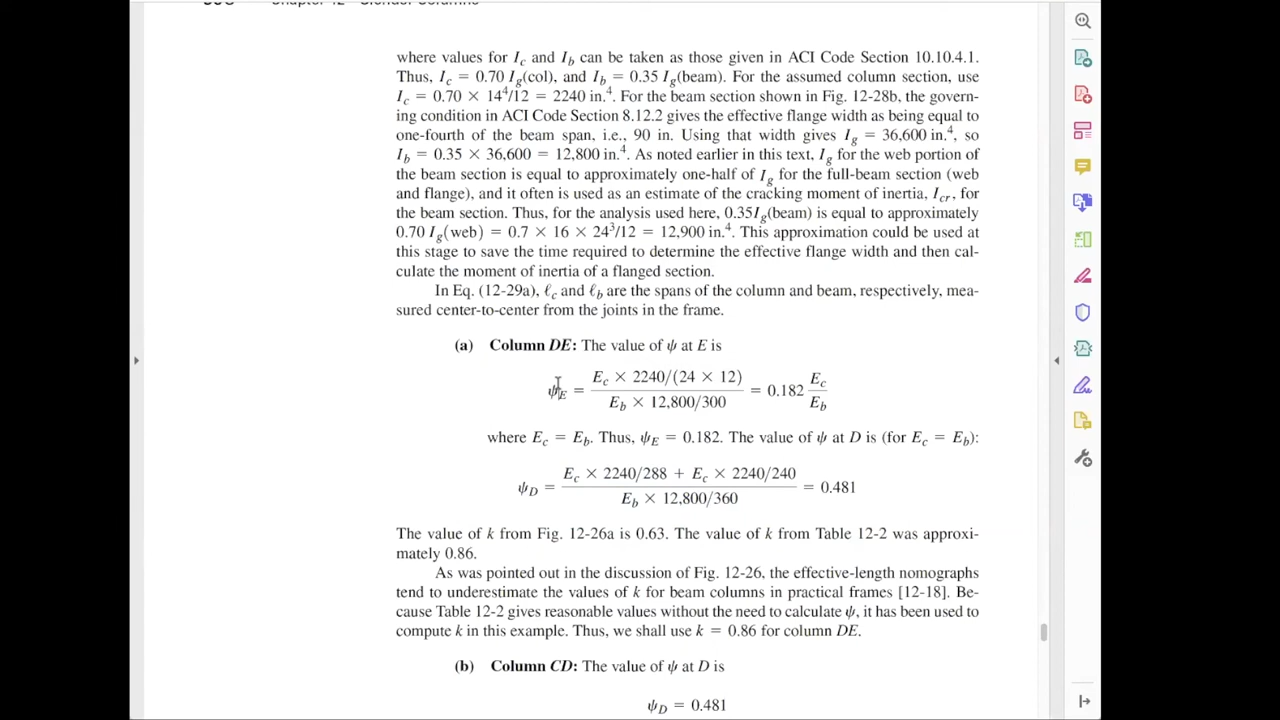 Chapter 12 Slender Columns
where values for I_c and I_b can be taken as those given in ACI Code Section 10.10.4.1.
Thus, I_c = 0.70 I_g(col), and I_b = 0.35 I_g(beam). For the assumed column section, use
I_c = 0.70 × 14⁴/12 = 2240 in.⁴. For the beam section shown in Fig. 12-28b, the govern-
ing condition in ACI Code Section 8.12.2 gives the effective flange width as being equal to
one-fourth of the beam span, i.e., 90 in. Using that width gives I_g = 36,600 in.⁴, so
I_b = 0.35 × 36,600 = 12,800 in.⁴. As noted earlier in this text, I_g for the web portion of
the beam section is equal to approximately one-half of I_g for the full-beam section (web
and flange), and it often is used as an estimate of the cracking moment of inertia, I_cr, for
the beam section. Thus, for the analysis used here, 0.35I_g(beam) is equal to approximately
0.70 I_g(web) = 0.7 × 16 × 24³/12 = 12,900 in.⁴. This approximation could be used at
this stage to save the time required to determine the effective flange width and then cal-
culate the moment of inertia of a flanged section.
In Eq. (12-29a), ℓ_c and ℓ_b are the spans of the column and beam, respectively, mea-
sured center-to-center from the joints in the frame.
(a) Column DE: The value of ψ at E is
ψ_E = (E_c × 2240/(24 × 12)) / (E_b × 12,800/300) = 0.182 E_c/E_b
where E_c = E_b. Thus, ψ_E = 0.182. The value of ψ at D is (for E_c = E_b):
ψ_D = (E_c × 2240/288 + E_c × 2240/240) / (E_b × 12,800/360) = 0.481
The value of k from Fig. 12-26a is 0.63. The value of k from Table 12-2 was approxi-
mately 0.86.
As was pointed out in the discussion of Fig. 12-26, the effective-length nomographs
tend to underestimate the values of k for beam columns in practical frames [12-18]. Be-
cause Table 12-2 gives reasonable values without the need to calculate ψ, it has been used to
compute k in this example. Thus, we shall use k = 0.86 for column DE.
(b) Column CD: The value of ψ at D is
ψ_D = 0.481